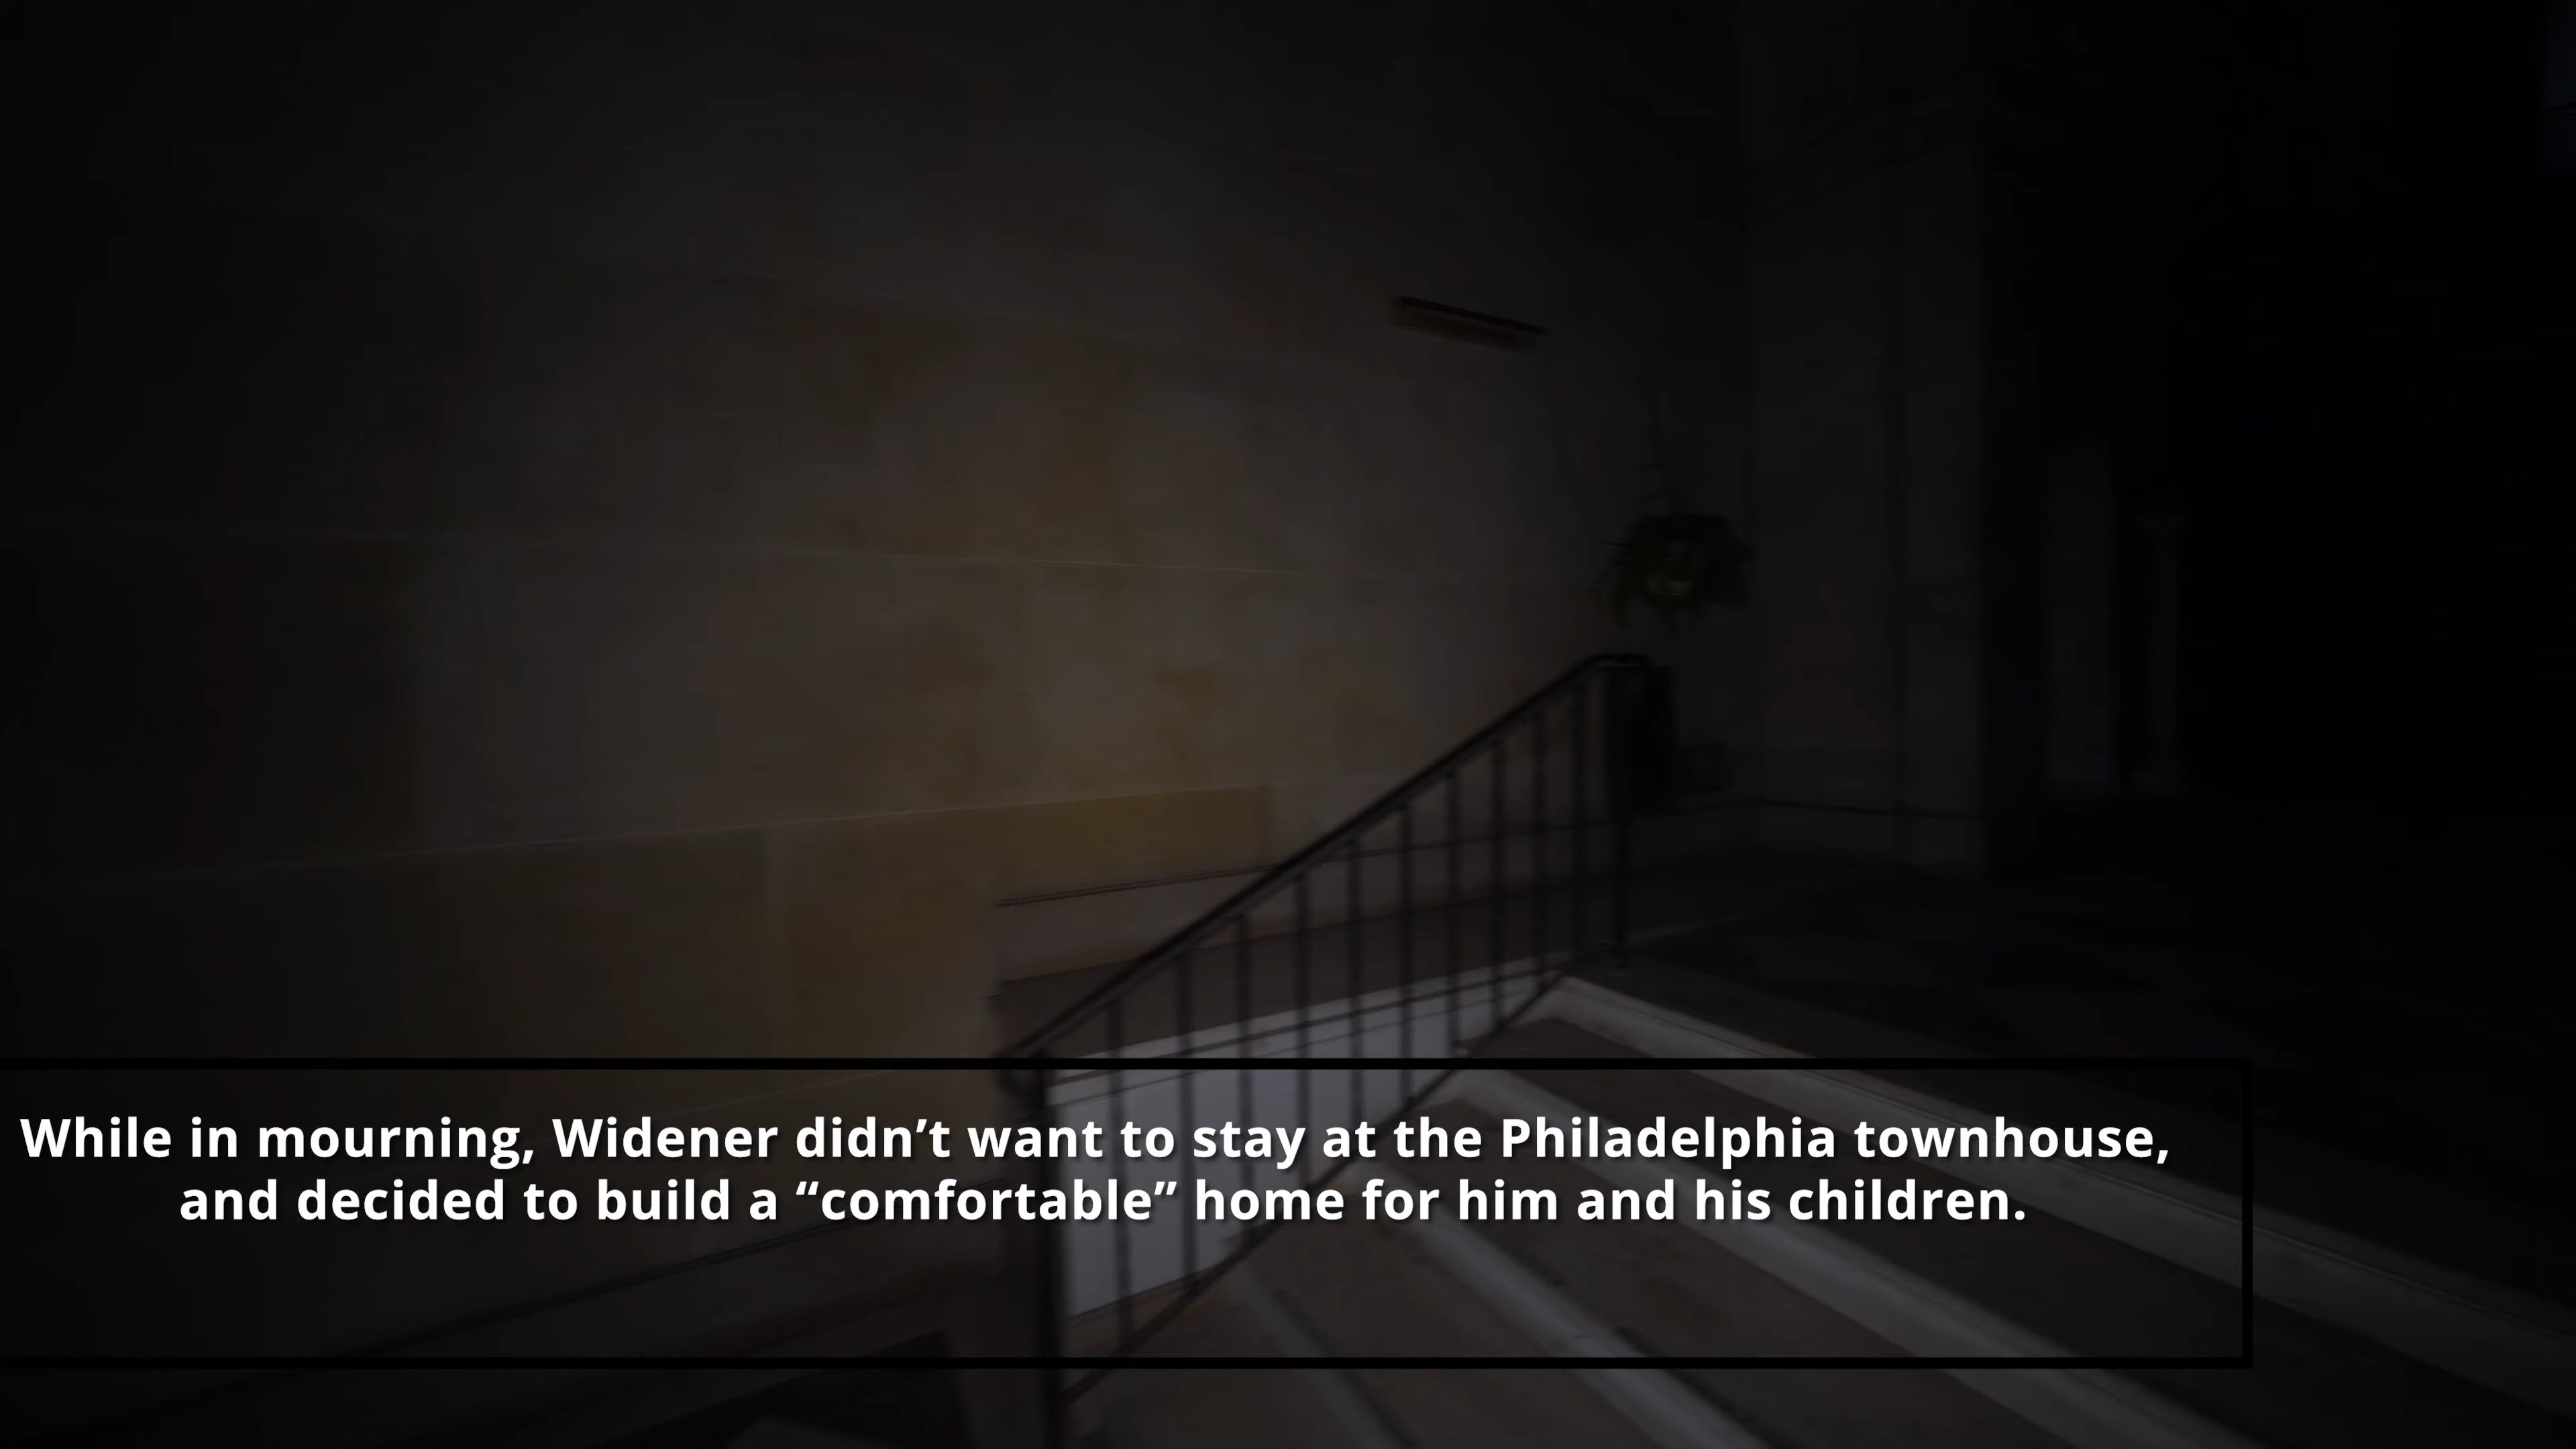 While in mourning, Widener didn’t want to stay at the Philadelphia townhouse,
and decided to build a “comfortable” home for him and his children.